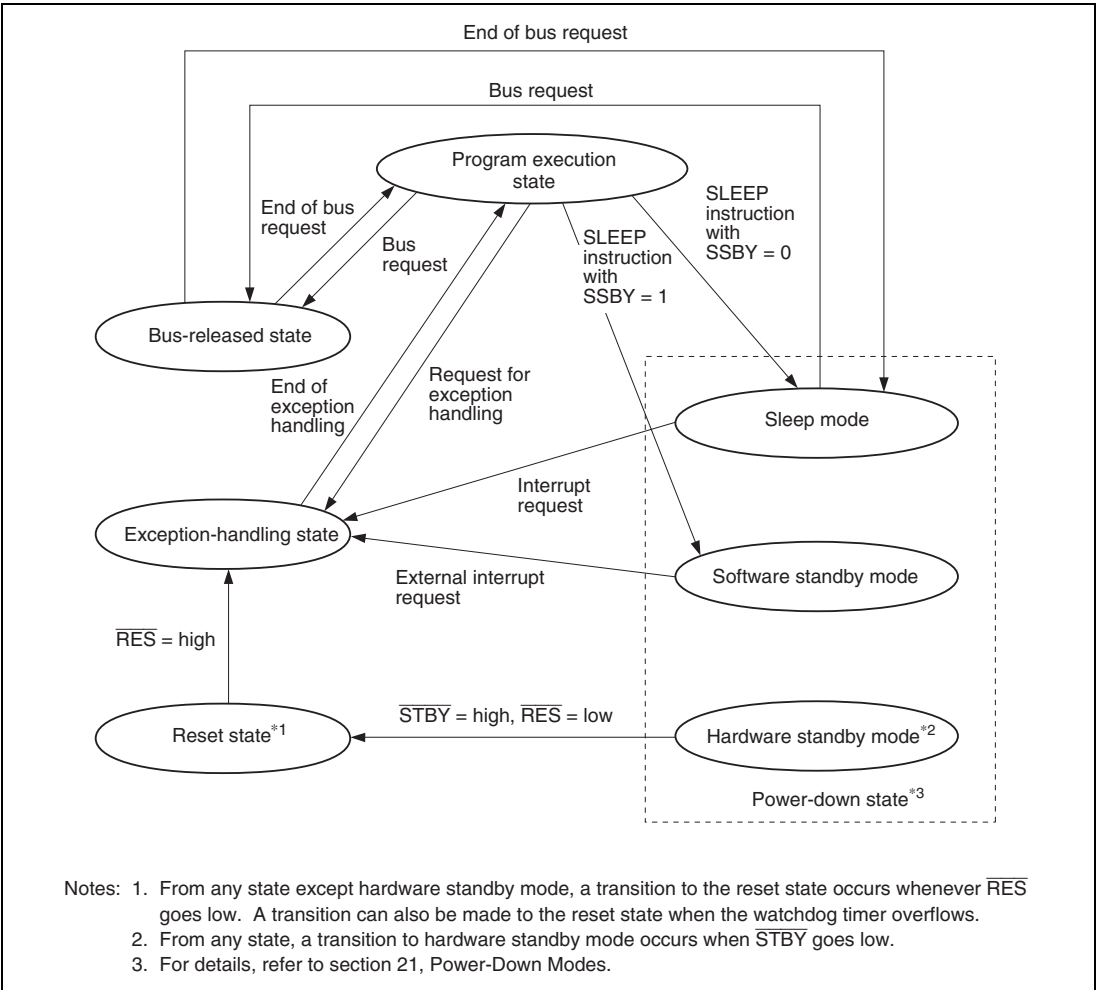 End of bus request
Bus request
Program execution
state
End of bus
request
Bus
request
SLEEP
instruction
with
SSBY = 1
SLEEP
instruction
with
SSBY = 0
Bus-released state
End of
exception
handling
Request for
exception
handling
Sleep mode
Interrupt
request
Exception-handling state
External interrupt
request
Software standby mode
R̅E̅S̅ = high
S̅T̅B̅Y̅ = high, R̅E̅S̅ = low
Reset state*1
Hardware standby mode*2
Power-down state*3
Notes: 1. From any state except hardware standby mode, a transition to the reset state occurs whenever R̅E̅S̅
goes low. A transition can also be made to the reset state when the watchdog timer overflows.
2. From any state, a transition to hardware standby mode occurs when S̅T̅B̅Y̅ goes low.
3. For details, refer to section 21, Power-Down Modes.